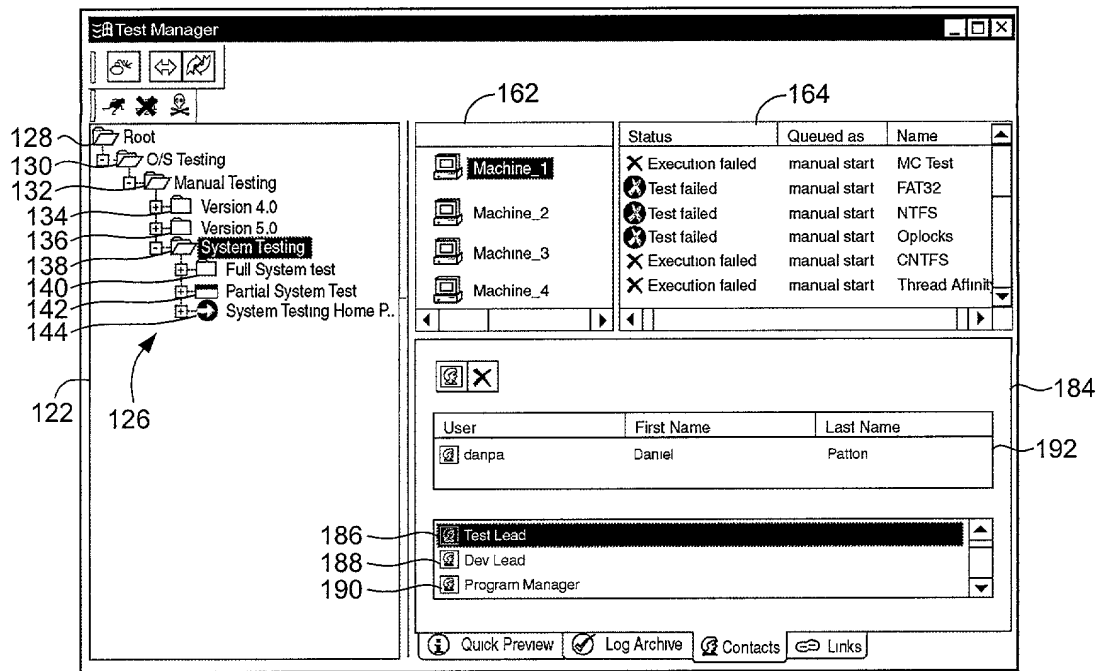 Test Manager
162
164
128
Root
130
O/S Testing
132
Manual Testing
134
Version 4.0
136
Version 5.0
138
System Testing
140
Full System test
142
Partial System Test
144
System Testing Home P..
122
126
Machine_1
Machine_2
Machine_3
Machine_4
Status Queued as Name
Execution failed manual start MC Test
Test failed manual start FAT32
Test failed manual start NTFS
Test failed manual start Oplocks
Execution failed manual start CNTFS
Execution failed manual start Thread Affinity
184
User First Name Last Name
danpa Daniel Patton
192
186
Test Lead
188
Dev Lead
190
Program Manager
Quick Preview Log Archive Contacts Links